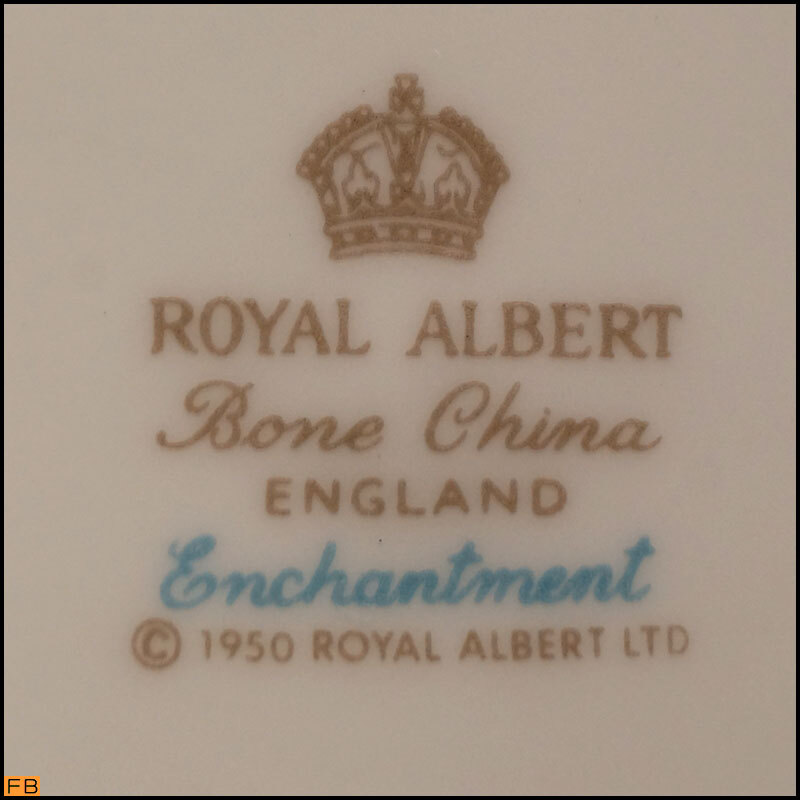 ROYAL ALBERT
Bone China
ENGLAND
Enchantment
© 1950 ROYAL ALBERT LTD
FB